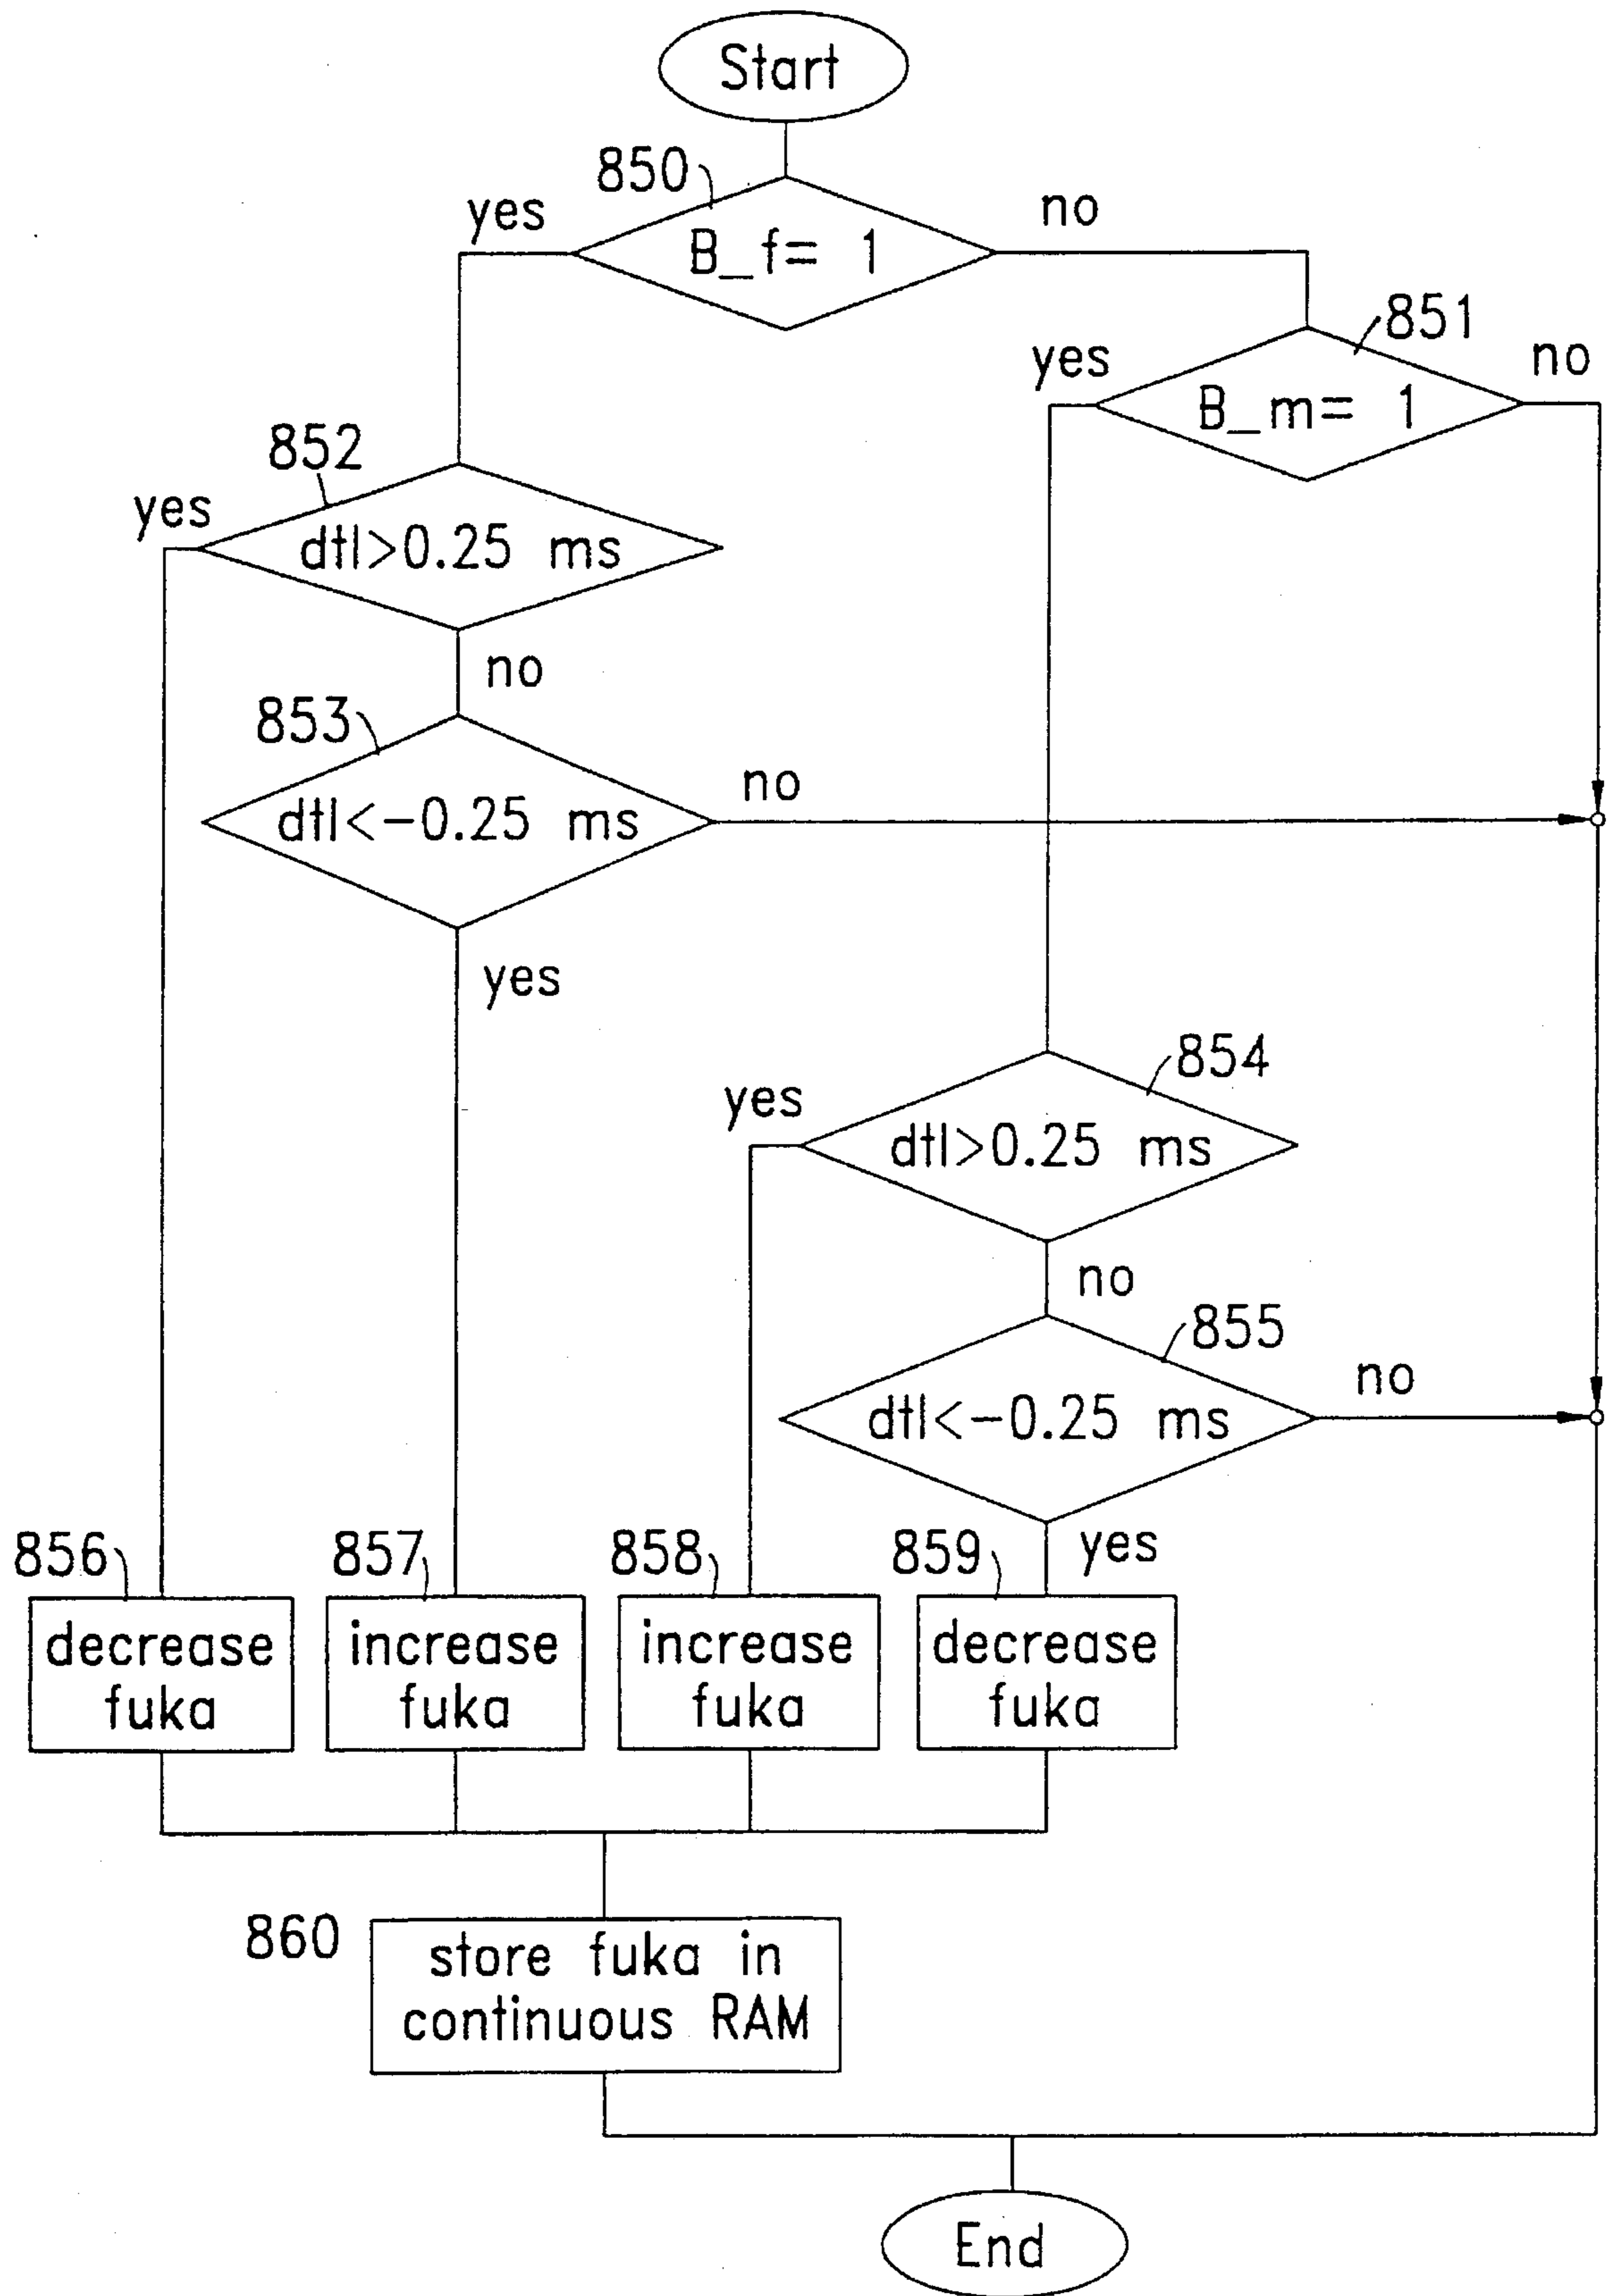 Start
850
yes
no
B_f= 1
851
yes
no
B_m= 1
852
yes
dtl>0.25 ms
no
853
no
dtl<-0.25 ms
yes
854
yes
dtl>0.25 ms
no
855
no
dtl<-0.25 ms
yes
856
857
858
859
decrease
fuka
increase
fuka
increase
fuka
decrease
fuka
860
store fuka in
continuous RAM
End